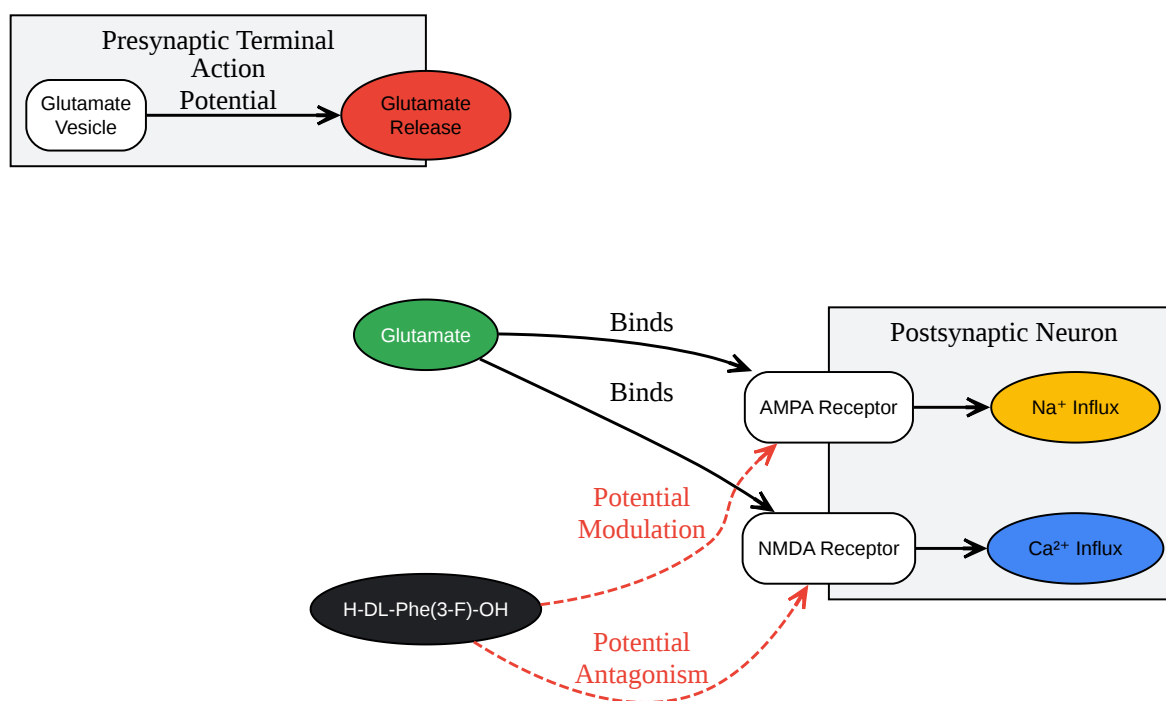 Presynaptic Terminal
Action
Potential
Glutamate
Vesicle
Glutamate
Release
Glutamate
Binds
Binds
Postsynaptic Neuron
AMPA Receptor
Na⁺ Influx
Potential
Modulation
NMDA Receptor
Ca²⁺ Influx
H-DL-Phe(3-F)-OH
Potential
Antagonism